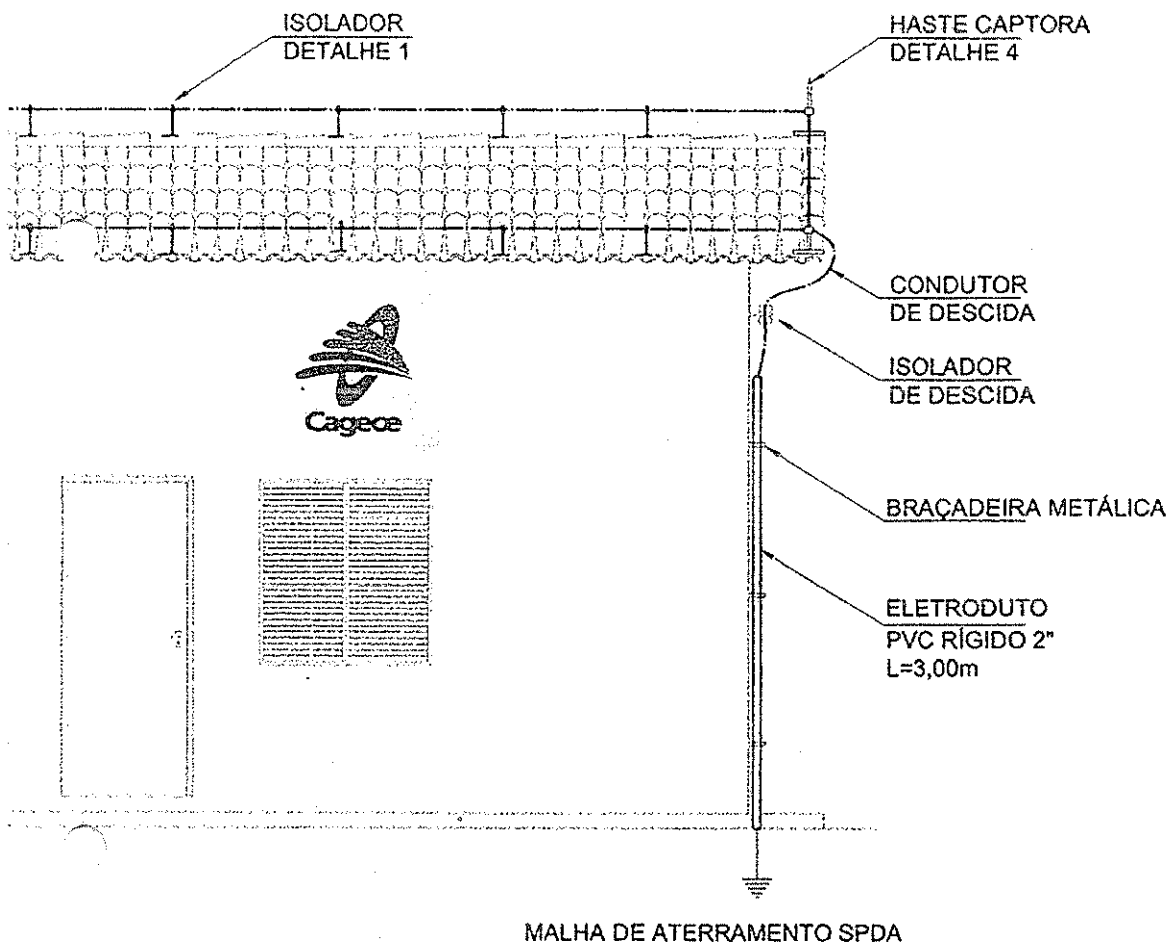 ISOLADOR
DETALHE 1
HASTE CAPTORA
DETALHE 4
CONDUTOR
DE DESCIDA
ISOLADOR
DE DESCIDA
Cagece
BRAÇADEIRA METÁLICA
ELETRODUTO
PVC RÍGIDO 2"
L=3,00m
MALHA DE ATERRAMENTO SPDA